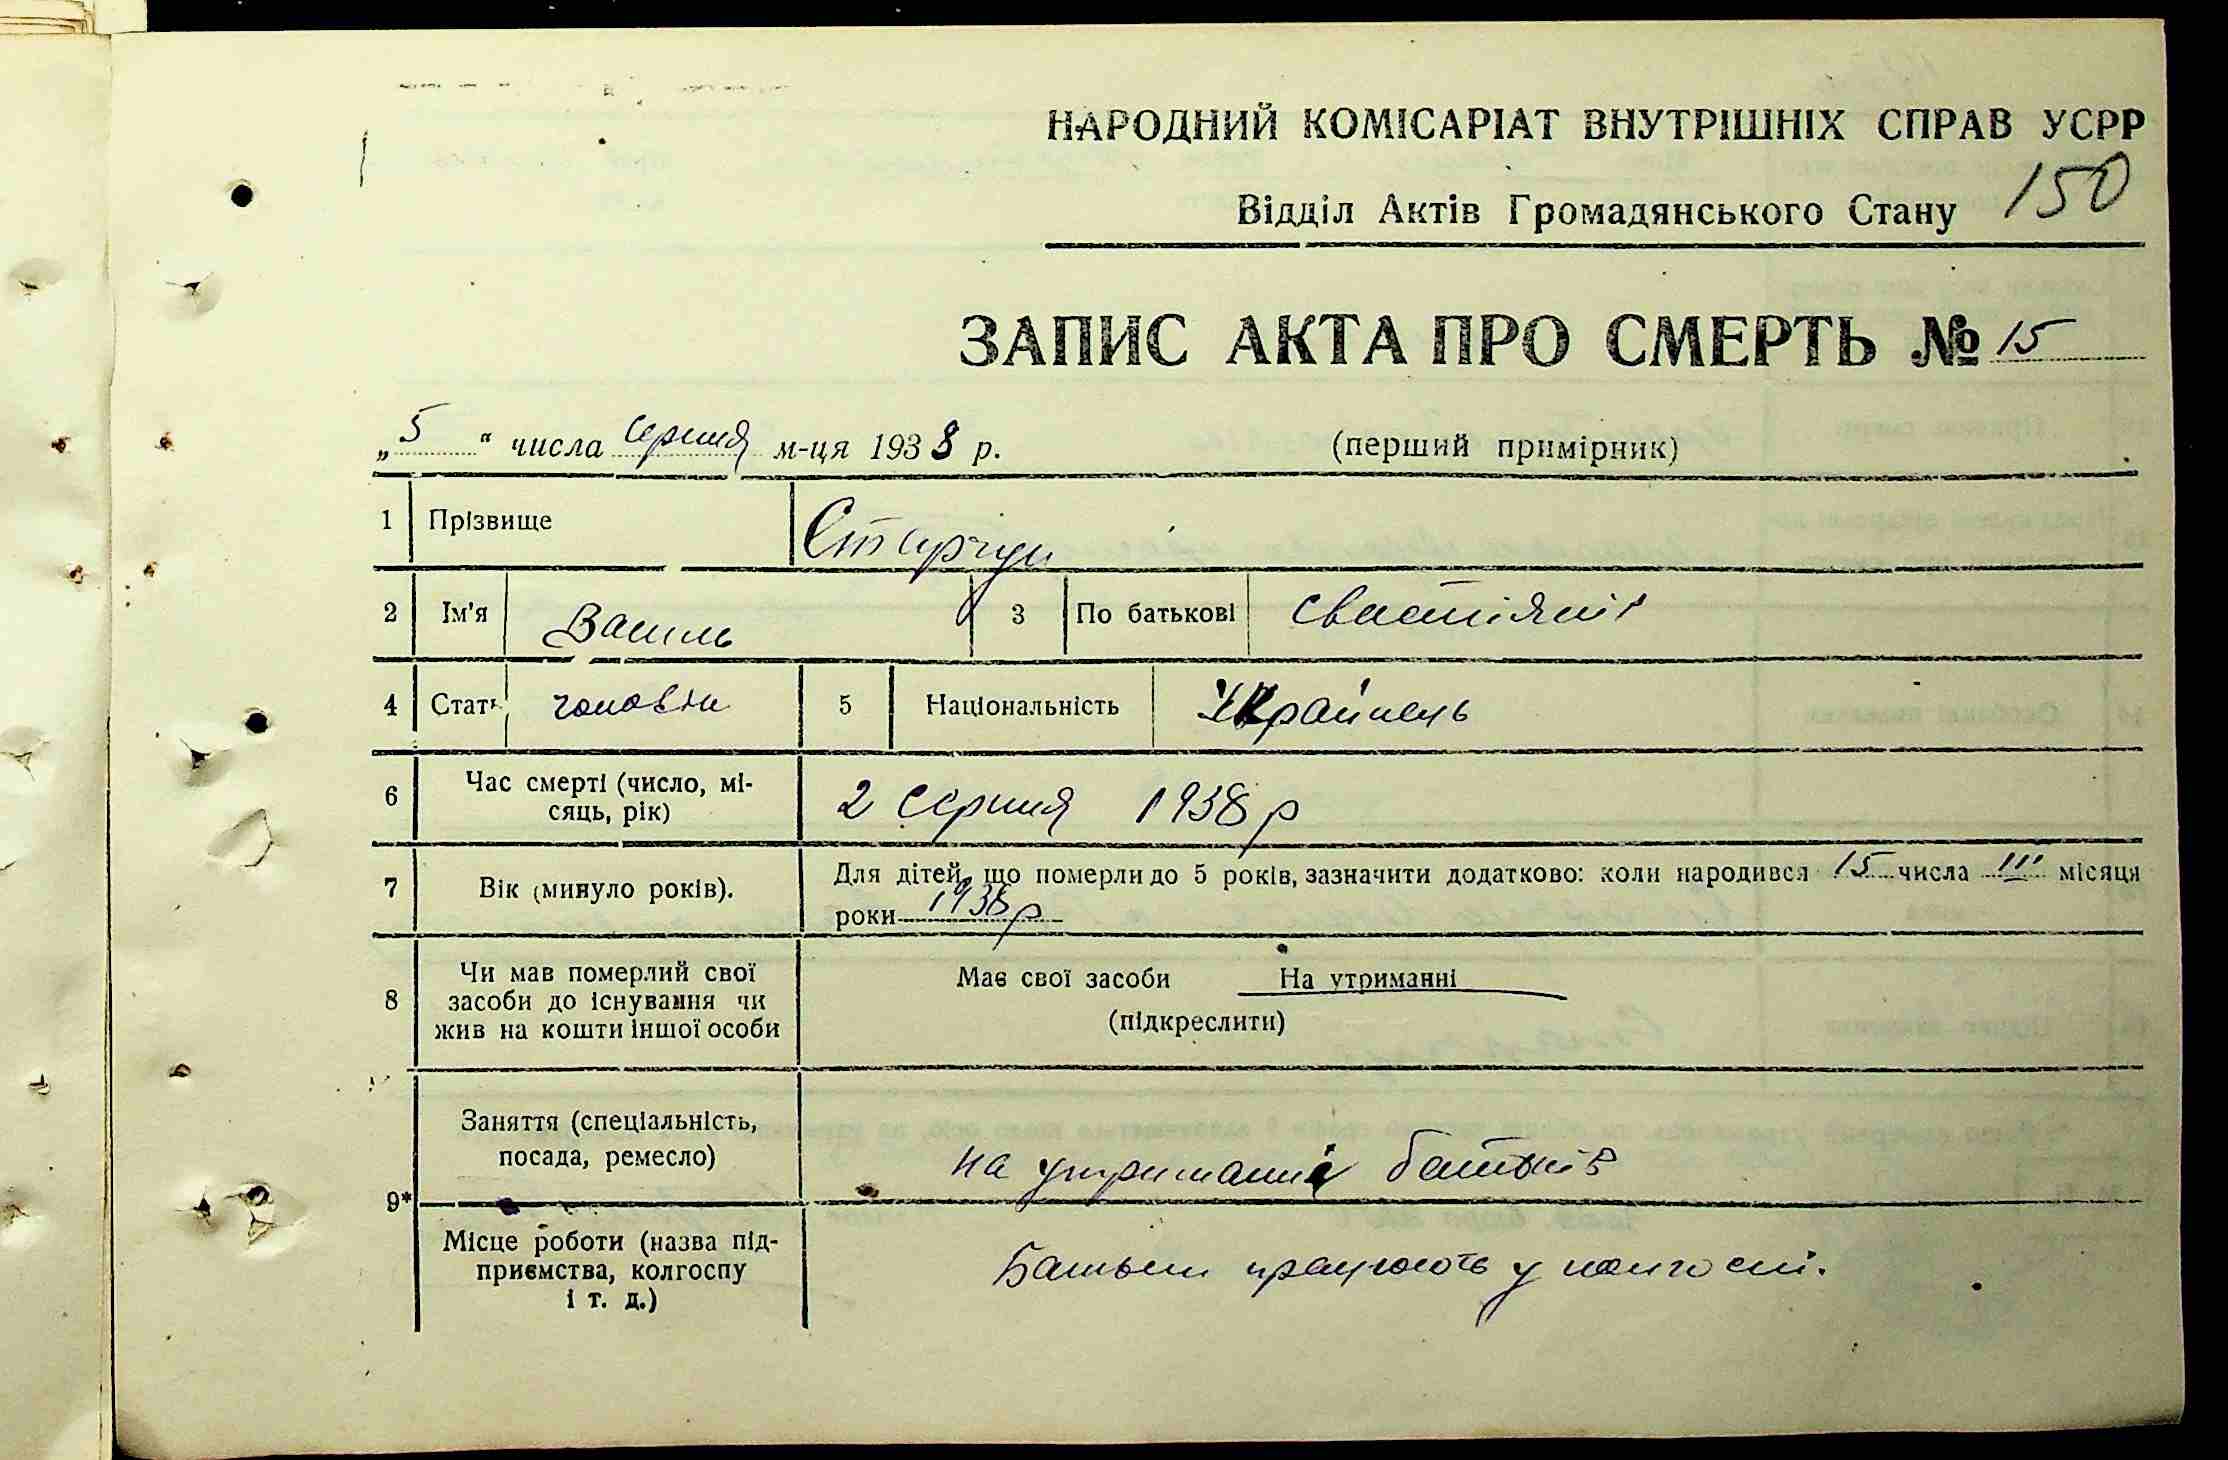 НАРОДНИЙ КОМІСАРІАТ ВНУТРІШНІХ СПРАВ УСРР
Відділ Актів Громадянського Стану 150
ЗАПИС АКТА ПРО СМЕРТЬ № 15
„5“ числа серпня м-ця 1938 р. (перший примірник)
1 Прізвище
2 Ім'я Василь 3 По батькові
4 Стать чоловіч 5 Національність Українець
6 Час смерті (число, мі-
сяць, рік) 2 серпня 1938 р
7 Вік (минуло років). Для дітей, що померли до 5 років, зазначити додатково: коли народився 15 числа III місяця
роки 1938 р
8 Чи мав померлий свої
засоби до існування чи
жив на кошти іншої особи
Має свої засоби На утриманні
(підкреслити)
9* Заняття (спеціальність,
посада, ремесло) на утриманні батьків
Місце роботи (назва під-
приємства, колгоспу
і т. д.) Батьки працюють у колгоспі.